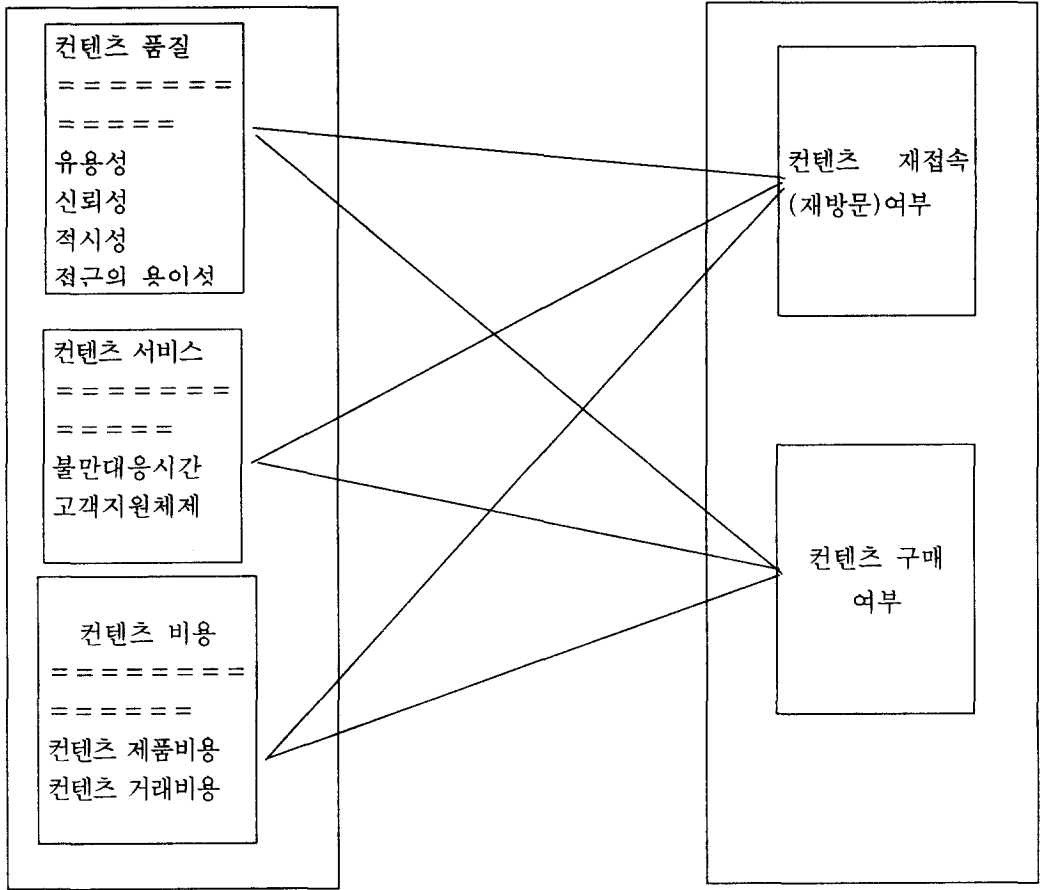 컨텐츠 품질
=======
=====
유용성
신뢰성
적시성
접근의 용이성
컨텐츠 서비스
=======
=====
불만대응시간
고객지원체제
컨텐츠 비용
========
======
컨텐츠 제품비용
컨텐츠 거래비용
컨텐츠 재접속
(재방문)여부
컨텐츠 구매
여부